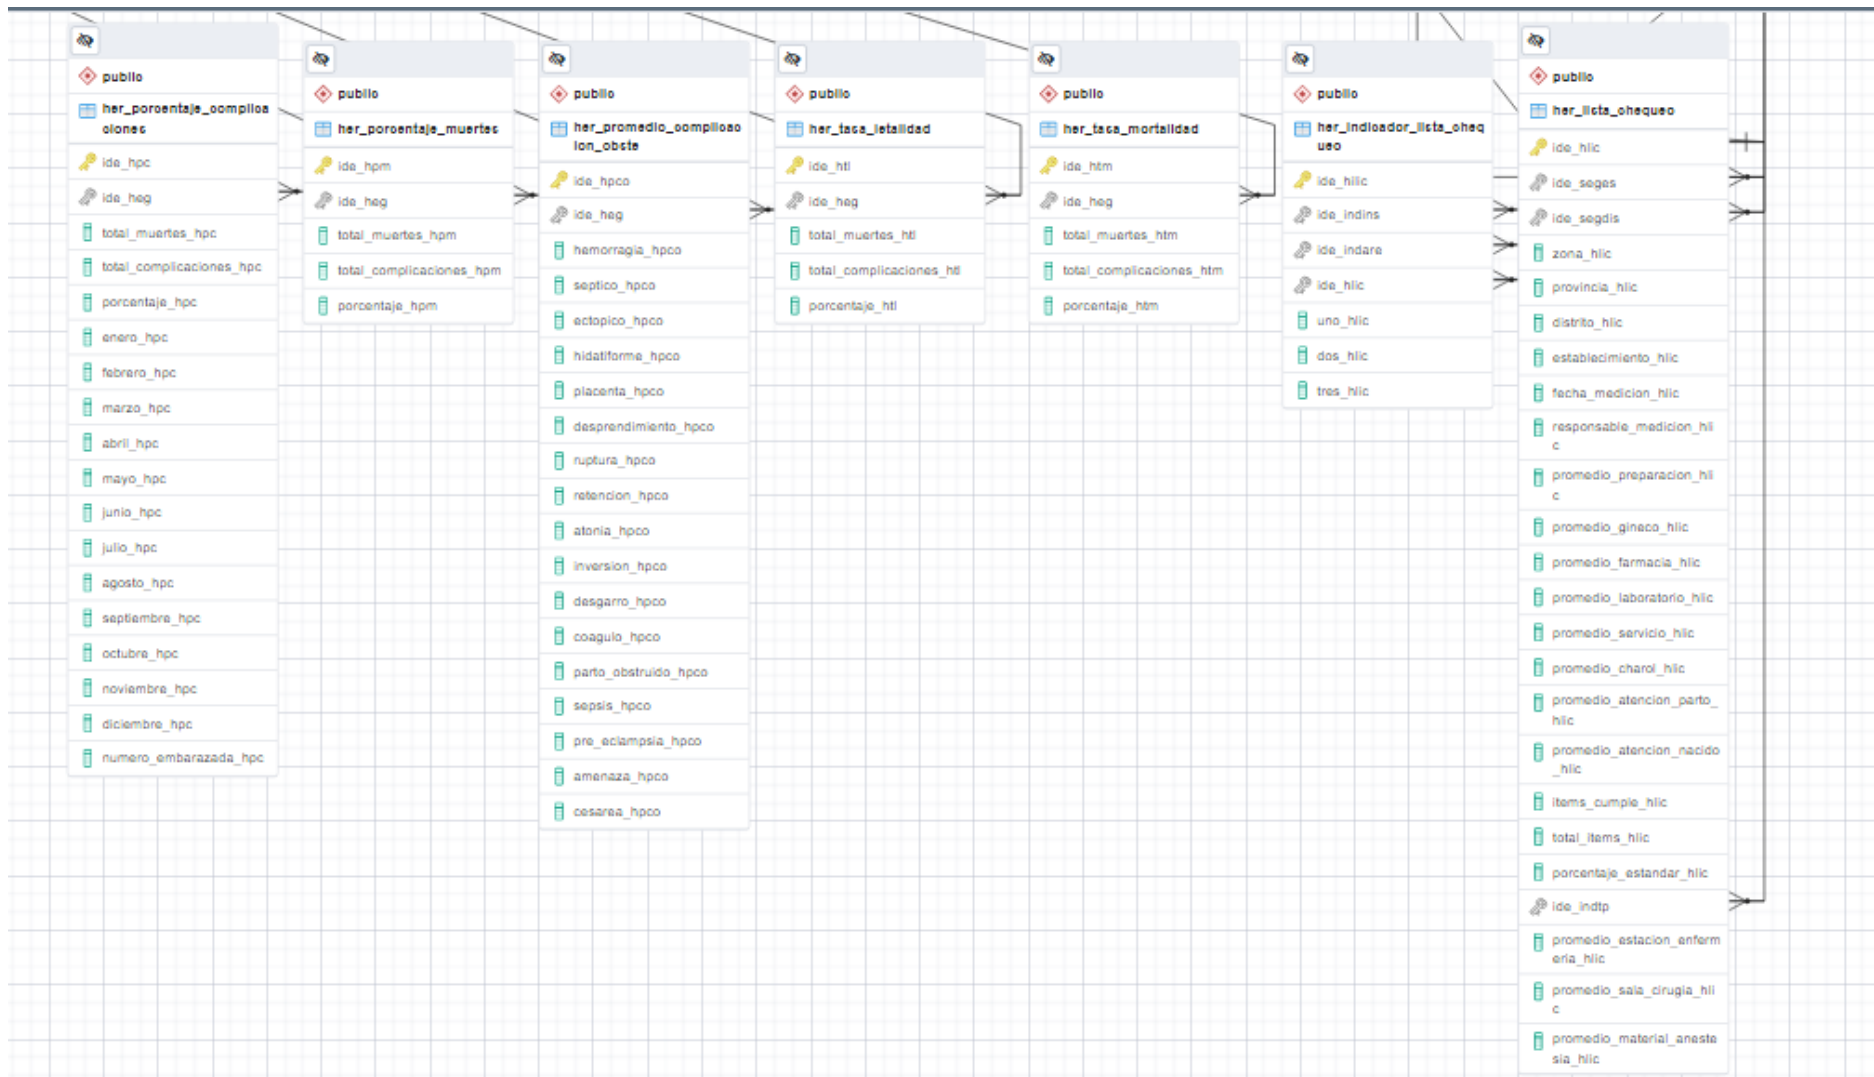 public
her_porcentaje_complica
ciones
ide_hpc
ide_heg
total_muertes_hpc
total_complicaciones_hpc
porcentaje_hpc
enero_hpc
febrero_hpc
marzo_hpc
abril_hpc
mayo_hpc
junio_hpc
julio_hpc
agosto_hpc
septiembre_hpc
octubre_hpc
noviembre_hpc
diciembre_hpc
numero_embarazada_hpc
public
her_porcentaje_muertes
ide_hpm
ide_heg
total_muertes_hpm
total_complicaciones_hpm
porcentaje_hpm
public
her_promedio_complicac
ion_obste
ide_hpco
ide_heg
hemorragia_hpco
septico_hpco
ectopico_hpco
hidatiforme_hpco
placenta_hpco
desprendimiento_hpco
ruptura_hpco
retencion_hpco
atonia_hpco
inversion_hpco
desgarro_hpco
coagulo_hpco
parto_obstruido_hpco
sepsis_hpco
pre_eclampsia_hpco
amenaza_hpco
cesarea_hpco
public
her_tasa_letalidad
ide_htl
ide_heg
total_muertes_htl
total_complicaciones_htl
porcentaje_htl
public
her_tasa_mortalidad
ide_htm
ide_heg
total_muertes_htm
total_complicaciones_htm
porcentaje_htm
public
her_indicador_lista_cheq
ueo
ide_hilic
ide_indins
ide_indare
ide_hlic
uno_hlic
dos_hlic
tres_hlic
public
her_lista_chequeo
ide_hlic
ide_seges
ide_segdis
zona_hlic
provincia_hlic
distrito_hlic
establecimiento_hlic
fecha_medicion_hlic
responsable_medicion_hli
c
promedio_preparacion_hli
c
promedio_gineco_hlic
promedio_farmacia_hlic
promedio_laboratorio_hlic
promedio_servicio_hlic
promedio_charol_hlic
promedio_atencion_parto_
hlic
promedio_atencion_nacido
_hlic
items_cumple_hlic
total_items_hlic
porcentaje_estandar_hlic
ide_indtp
promedio_estacion_enferm
eria_hlic
promedio_sala_cirugia_hli
c
promedio_material_aneste
sia_hlic